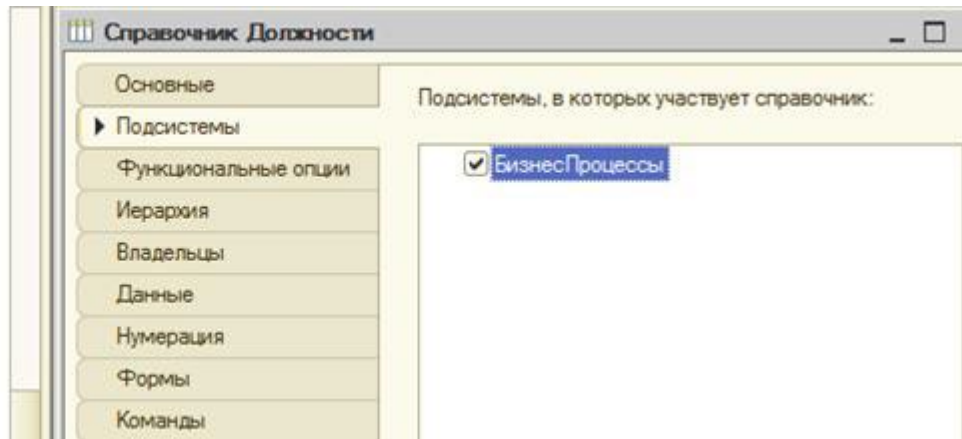 Справочник Должности
Основные
Подсистемы
Функциональные опции
Иерархия
Владельцы
Данные
Нумерация
Формы
Команды
Подсистемы, в которых участвует справочник:
БизнесПроцессы